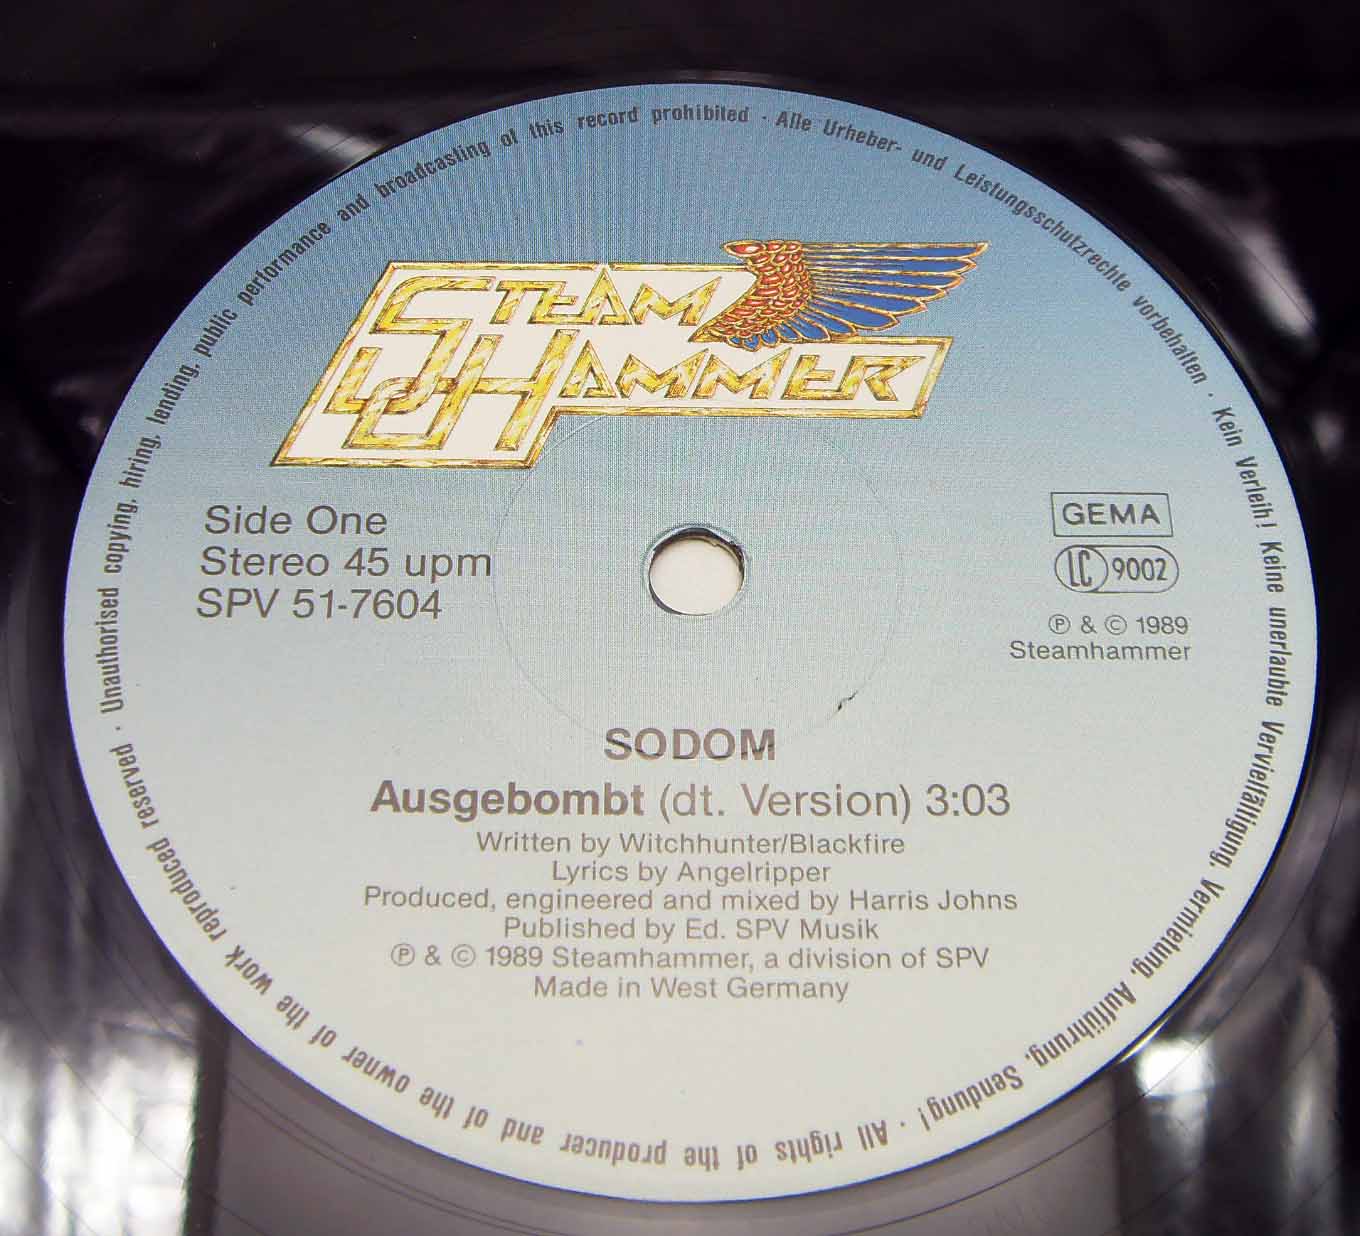 STEAM
HAMMER
Side One
Stereo 45 upm
SPV 51-7604
GEMA
LC 9002
Ⓟ & © 1989
Steamhammer
SODOM
Ausgebombt (dt. Version) 3:03
Written by Witchhunter/Blackfire
Lyrics by Angelripper
Produced, engineered and mixed by Harris Johns
Published by Ed. SPV Musik
Ⓟ & © 1989 Steamhammer, a division of SPV
Made in West Germany
· Alle Urheber- und Leistungsschutzrechte vorbehalten · Kein Verleih! Keine unerlaubte Vervielfältigung, Vermietung, Aufführung, Sendung! · All rights of the producer and of the owner of the work reproduced reserved · Unauthorised copying, hiring, lending, public performance and broadcasting of this record prohibited